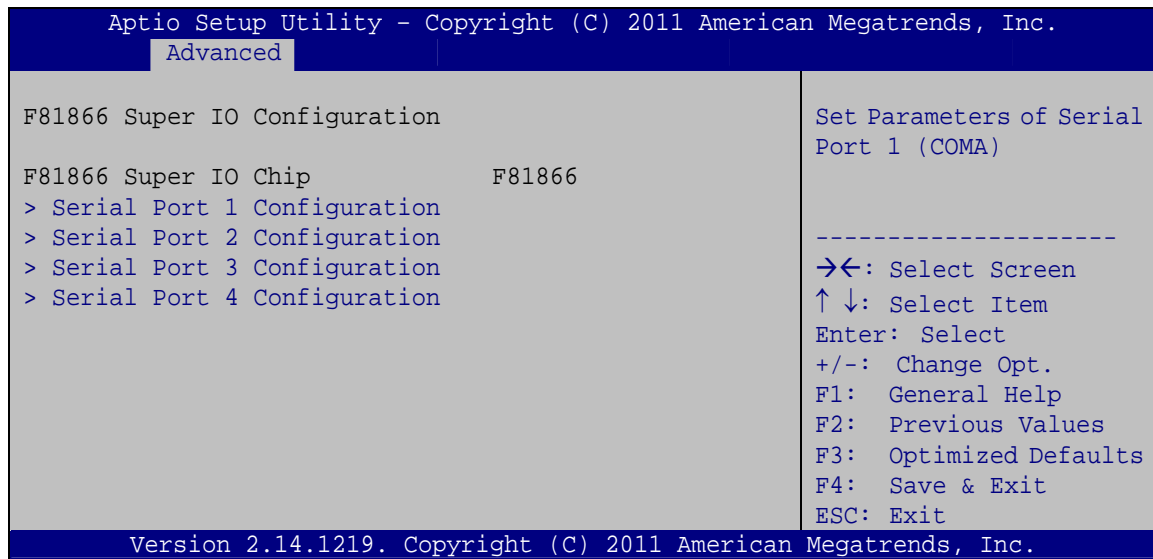 Aptio Setup Utility – Copyright (C) 2011 American Megatrends, Inc.
Advanced
F81866 Super IO Configuration
F81866 Super IO Chip F81866
> Serial Port 1 Configuration
> Serial Port 2 Configuration
> Serial Port 3 Configuration
> Serial Port 4 Configuration
Set Parameters of Serial
Port 1 (COMA)
---------------------
→←: Select Screen
↑ ↓: Select Item
Enter: Select
+/-: Change Opt.
F1: General Help
F2: Previous Values
F3: Optimized Defaults
F4: Save & Exit
ESC: Exit
Version 2.14.1219. Copyright (C) 2011 American Megatrends, Inc.